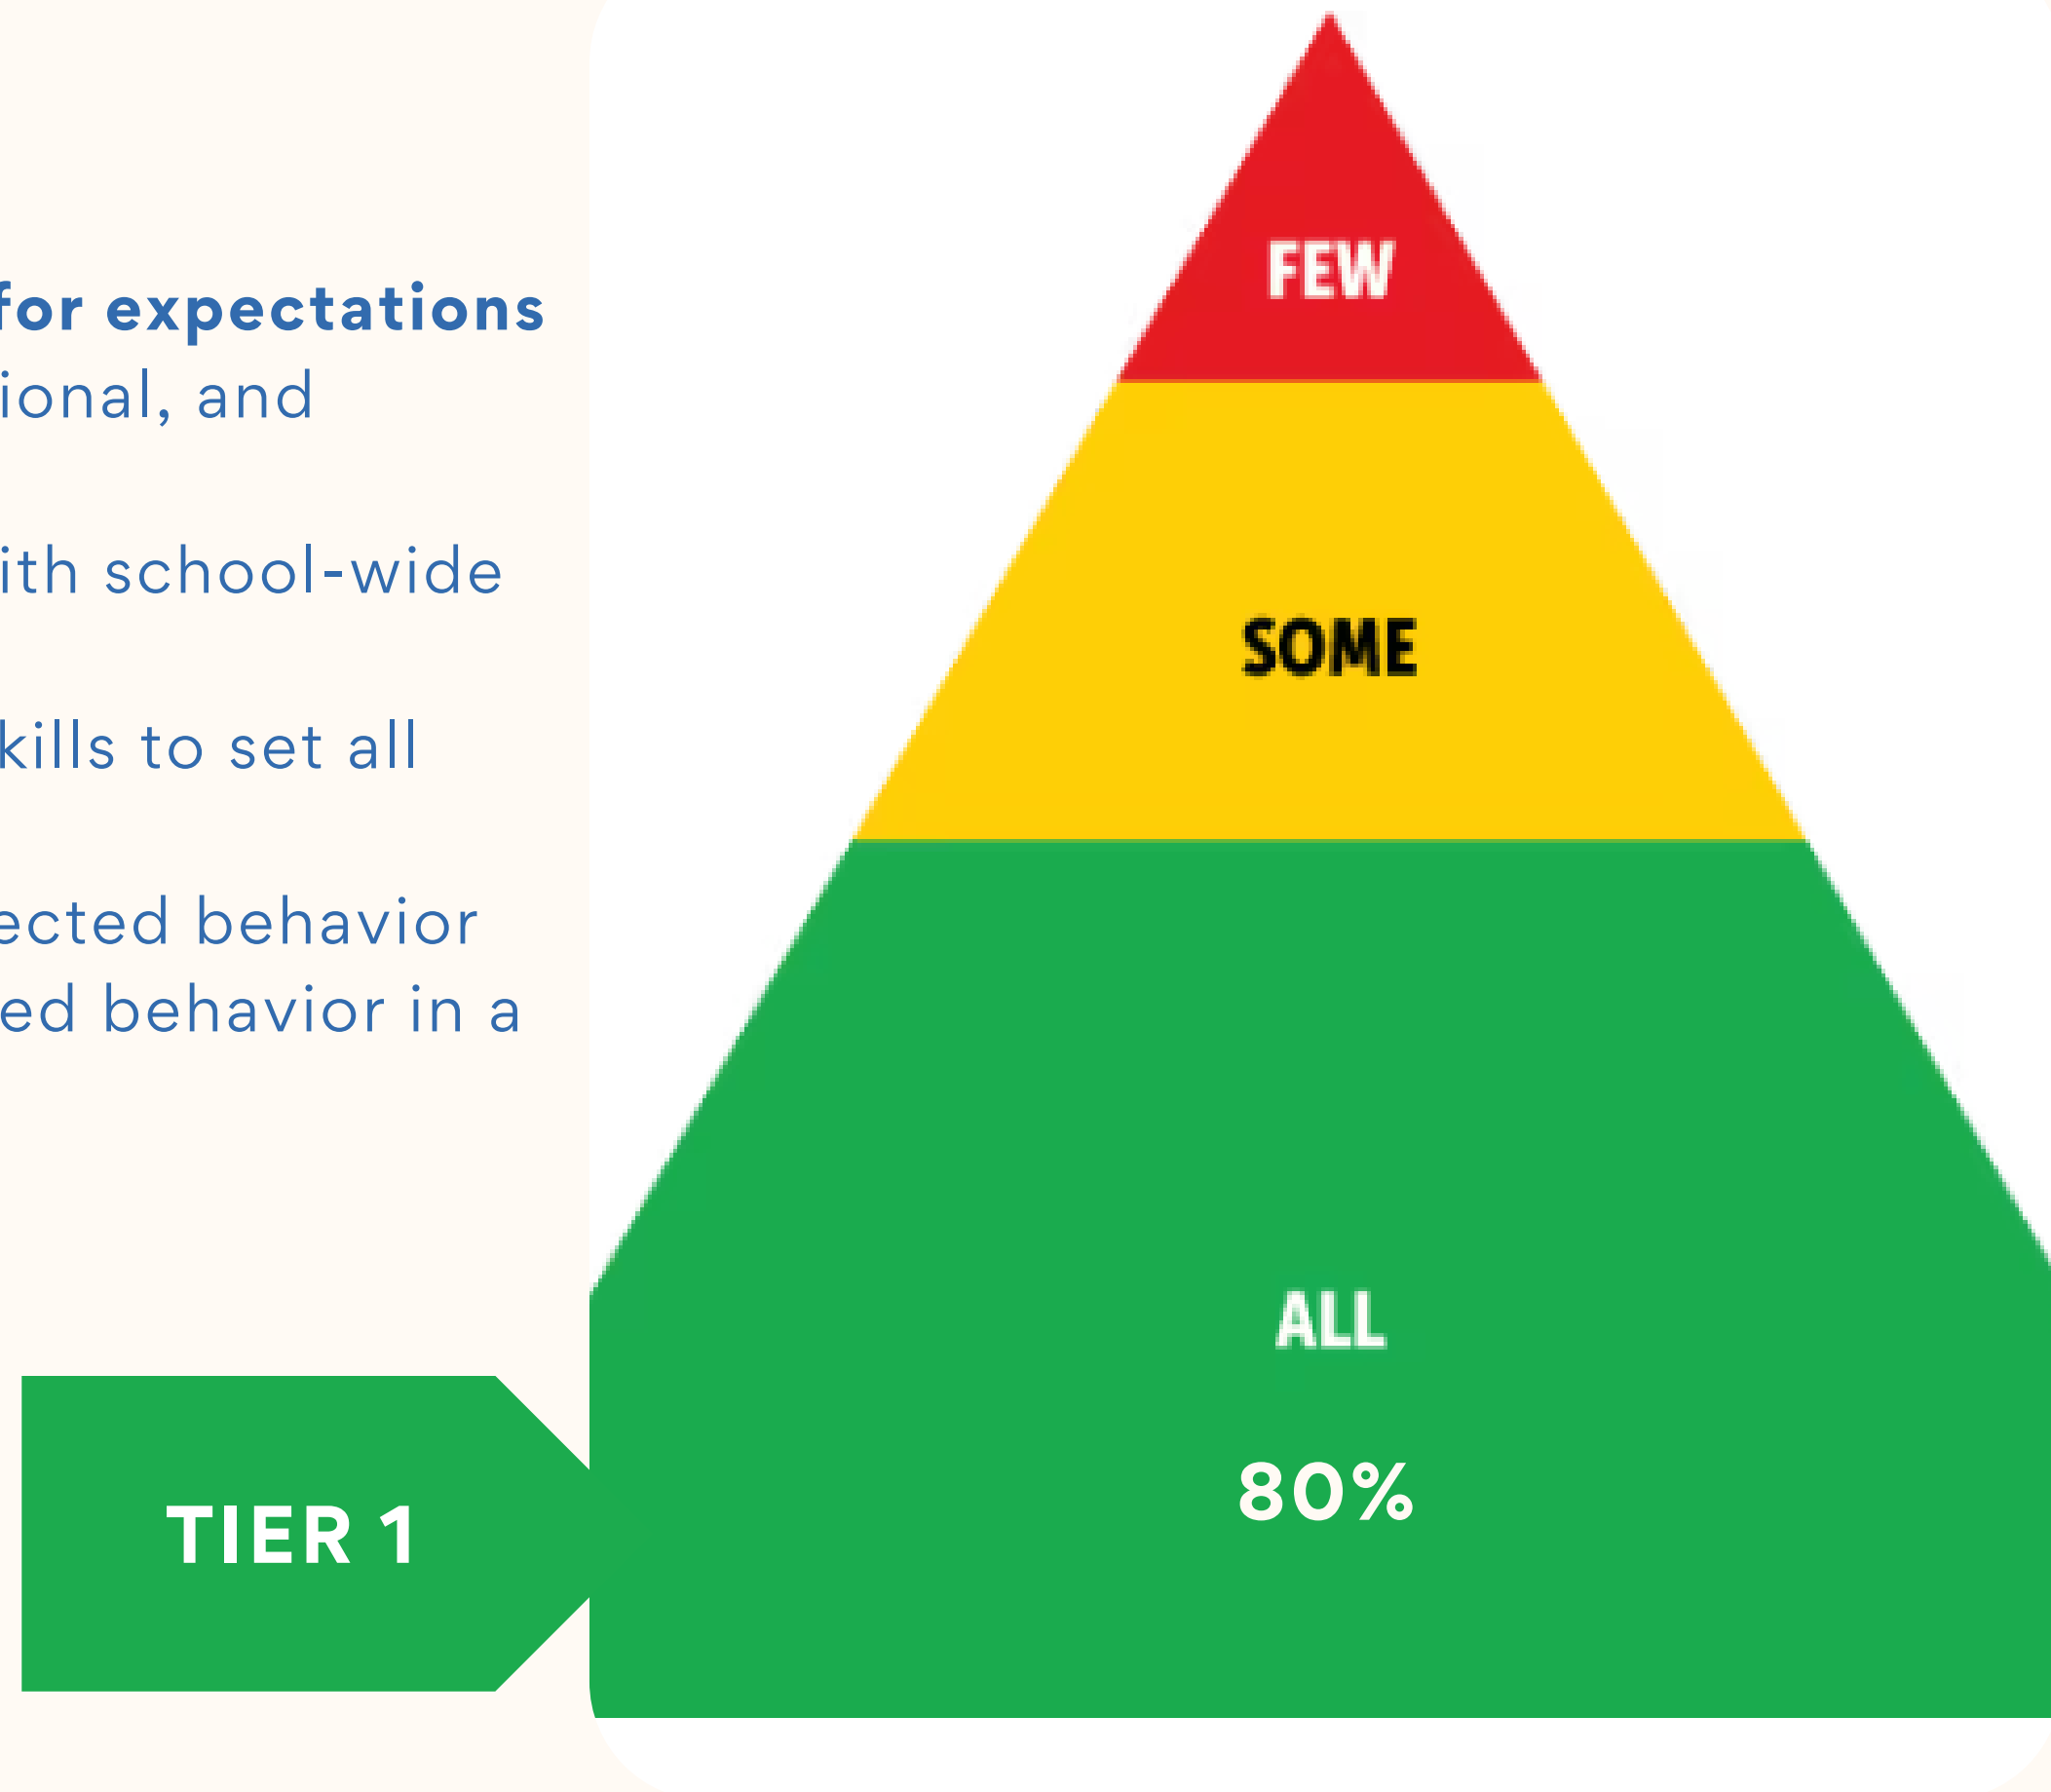 for expectations
ional, and
ith school-wide
kills to set all
ected behavior
ed behavior in a
TIER 1
FEW
SOME
ALL
80%